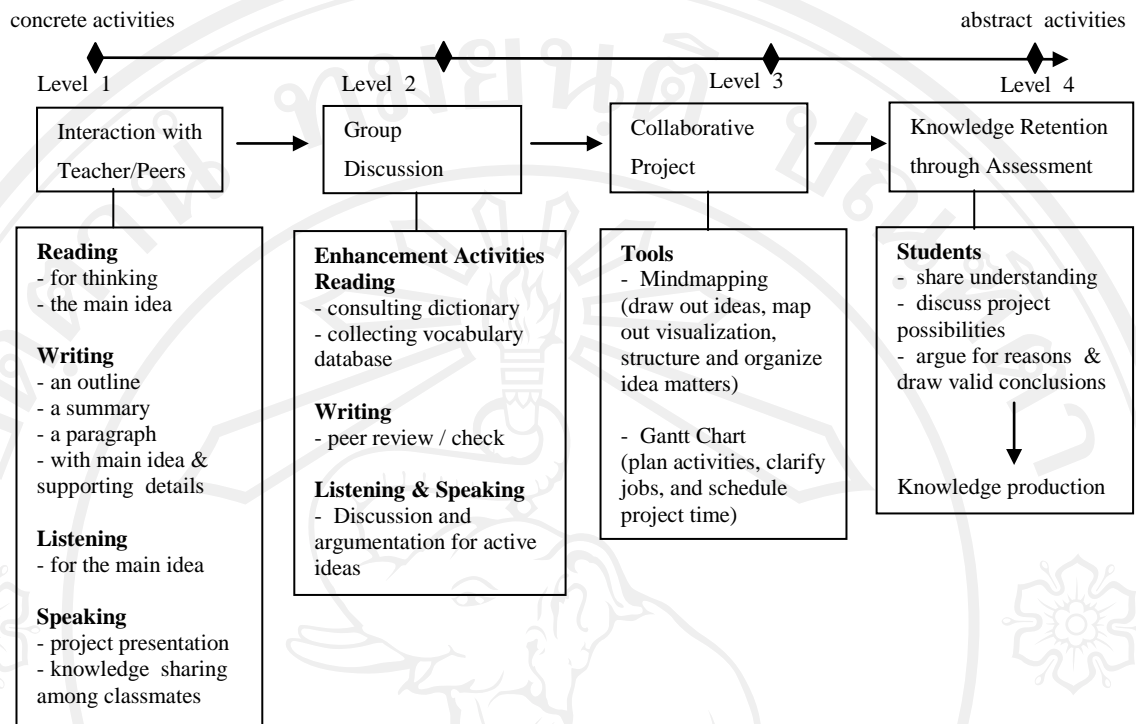 concrete activities
abstract activities
Level 1
Level 2
Level 3
Level 4
Interaction with
Teacher/Peers
Group
Discussion
Collaborative
Project
Knowledge Retention
through Assessment
Reading
- for thinking
- the main idea
Writing
- an outline
- a summary
- a paragraph
- with main idea &
supporting details
Listening
- for the main idea
Speaking
- project presentation
- knowledge sharing
among classmates
Enhancement Activities
Reading
- consulting dictionary
- collecting vocabulary
database
Writing
- peer review / check
Listening & Speaking
- Discussion and
argumentation for active
ideas
Tools
- Mindmapping
(draw out ideas, map
out visualization,
structure and organize
idea matters)
- Gantt Chart
(plan activities, clarify
jobs, and schedule
project time)
Students
- share understanding
- discuss project
possibilities
- argue for reasons &
draw valid conclusions
Knowledge production